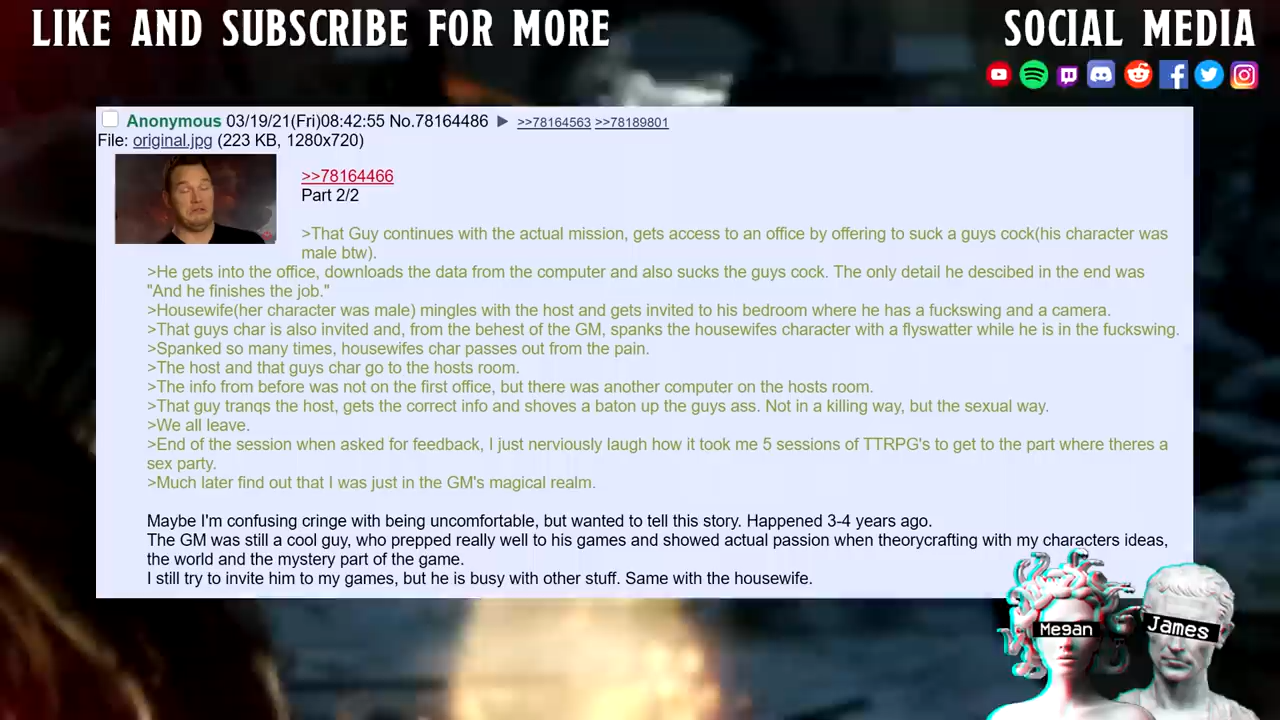 LIKE AND SUBSCRIBE FOR MORE
SOCIAL MEDIA
Anonymous 03/19/21(Fri)08:42:55 No.78164486 ▶ >>78164563 >>78189801
File: original.jpg (223 KB, 1280x720)
>>78164466
Part 2/2
>That Guy continues with the actual mission, gets access to an office by offering to suck a guys cock(his character was
male btw).
>He gets into the office, downloads the data from the computer and also sucks the guys cock. The only detail he descibed in the end was
"And he finishes the job."
>Housewife(her character was male) mingles with the host and gets invited to his bedroom where he has a fuckswing and a camera.
>That guys char is also invited and, from the behest of the GM, spanks the housewifes character with a flyswatter while he is in the fuckswing.
>Spanked so many times, housewifes char passes out from the pain.
>The host and that guys char go to the hosts room.
>The info from before was not on the first office, but there was another computer on the hosts room.
>That guy tranqs the host, gets the correct info and shoves a baton up the guys ass. Not in a killing way, but the sexual way.
>We all leave.
>End of the session when asked for feedback, I just nerviously laugh how it took me 5 sessions of TTRPG's to get to the part where theres a
sex party.
>Much later find out that I was just in the GM's magical realm.
Maybe I'm confusing cringe with being uncomfortable, but wanted to tell this story. Happened 3-4 years ago.
The GM was still a cool guy, who prepped really well to his games and showed actual passion when theorycrafting with my characters ideas,
the world and the mystery part of the game.
I still try to invite him to my games, but he is busy with other stuff. Same with the housewife.
Megan
James